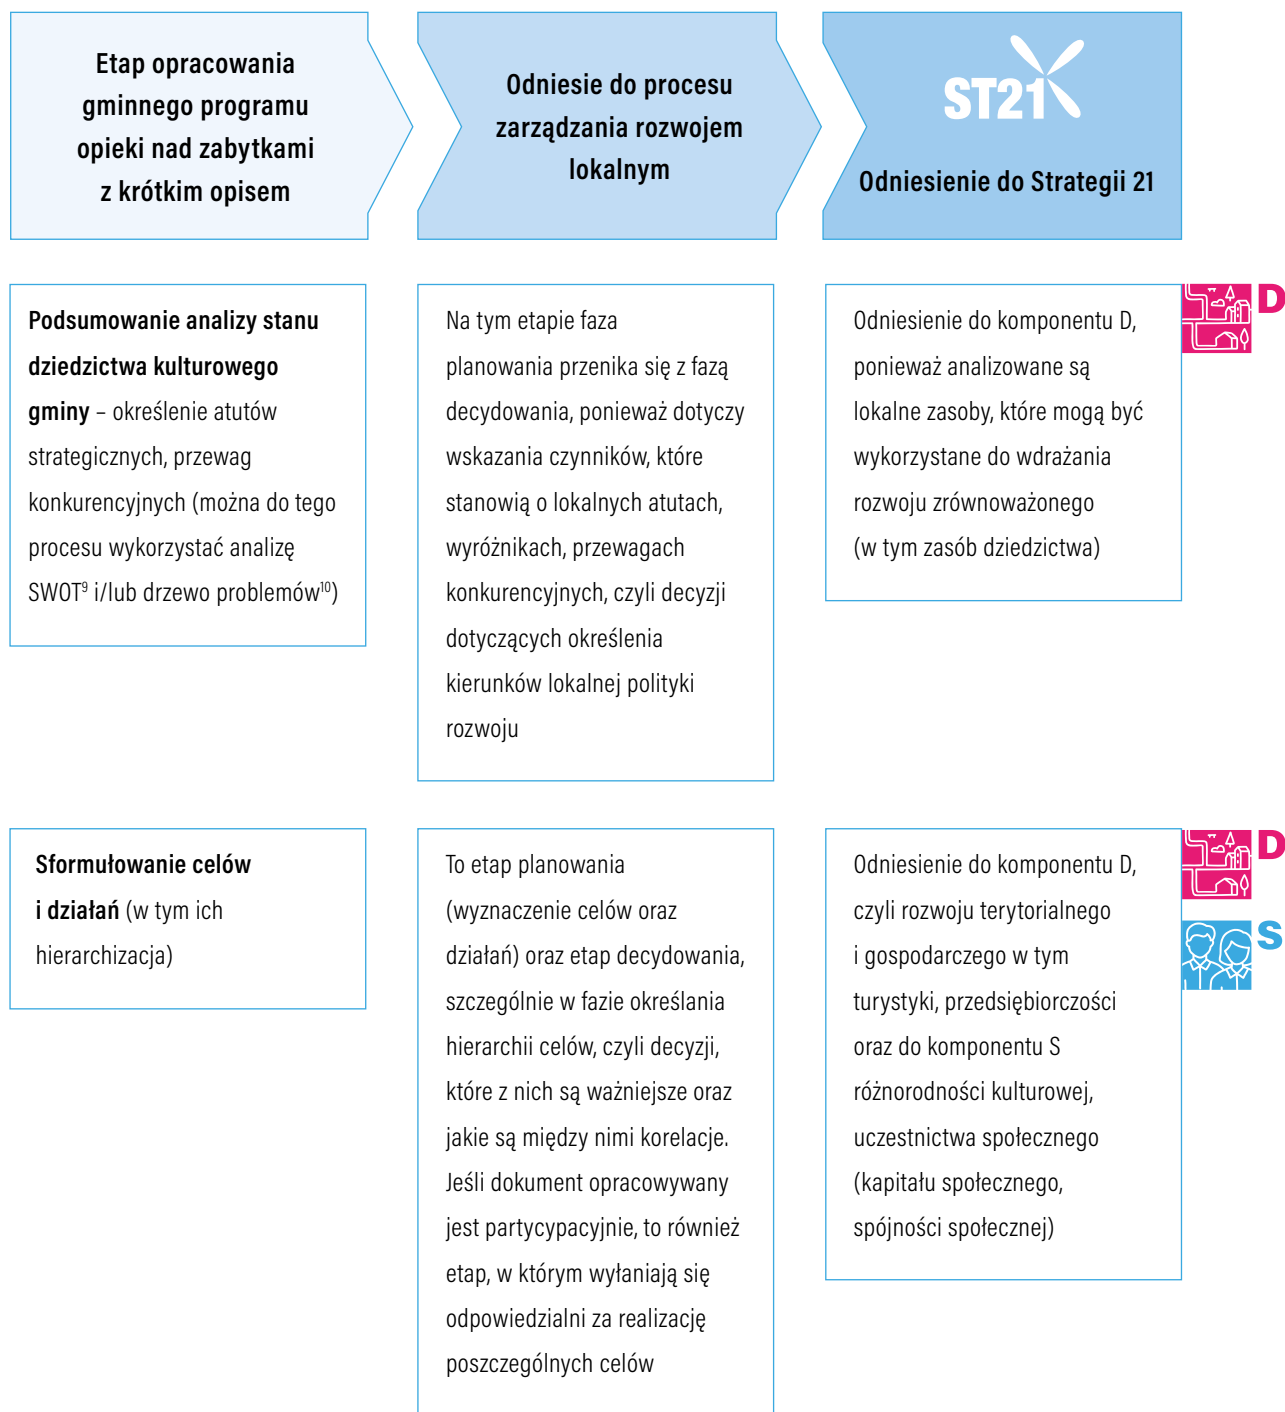 Etap opracowania
gminnego programu
opieki nad zabytkami
z krótkim opisem
Odniesie do procesu
zarządzania rozwojem
lokalnym
ST21
Odniesienie do Strategii 21
Podsumowanie analizy stanu
dziedzictwa kulturowego
gminy – określenie atutów
strategicznych, przewag
konkurencyjnych (można do tego
procesu wykorzystać analizę
SWOT⁹ i/lub drzewo problemów¹⁰)
Na tym etapie faza
planowania przenika się z fazą
decydowania, ponieważ dotyczy
wskazania czynników, które
stanowią o lokalnych atutach,
wyróżnikach, przewagach
konkurencyjnych, czyli decyzji
dotyczących określenia
kierunków lokalnej polityki
rozwoju
Odniesienie do komponentu D,
ponieważ analizowane są
lokalne zasoby, które mogą być
wykorzystane do wdrażania
rozwoju zrównoważonego
(w tym zasób dziedzictwa)
D
Sformułowanie celów
i działań (w tym ich
hierarchizacja)
To etap planowania
(wyznaczenie celów oraz
działań) oraz etap decydowania,
szczególnie w fazie określania
hierarchii celów, czyli decyzji,
które z nich są ważniejsze oraz
jakie są między nimi korelacje.
Jeśli dokument opracowywany
jest partycypacyjnie, to również
etap, w którym wyłaniają się
odpowiedzialni za realizację
poszczególnych celów
Odniesienie do komponentu D,
czyli rozwoju terytorialnego
i gospodarczego w tym
turystyki, przedsiębiorczości
oraz do komponentu S
różnorodności kulturowej,
uczestnictwa społecznego
(kapitału społecznego,
spójności społecznej)
D
S